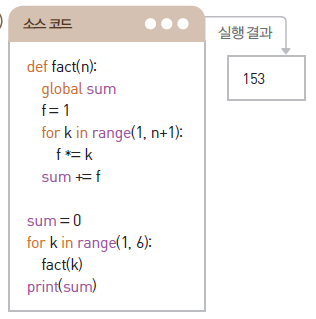 소스 코드
실행 결과
153
def fact(n):
    global sum
    f = 1
    for k in range(1, n+1):
        f *= k
    sum += f

sum = 0
for k in range(1, 6):
    fact(k)
print(sum)